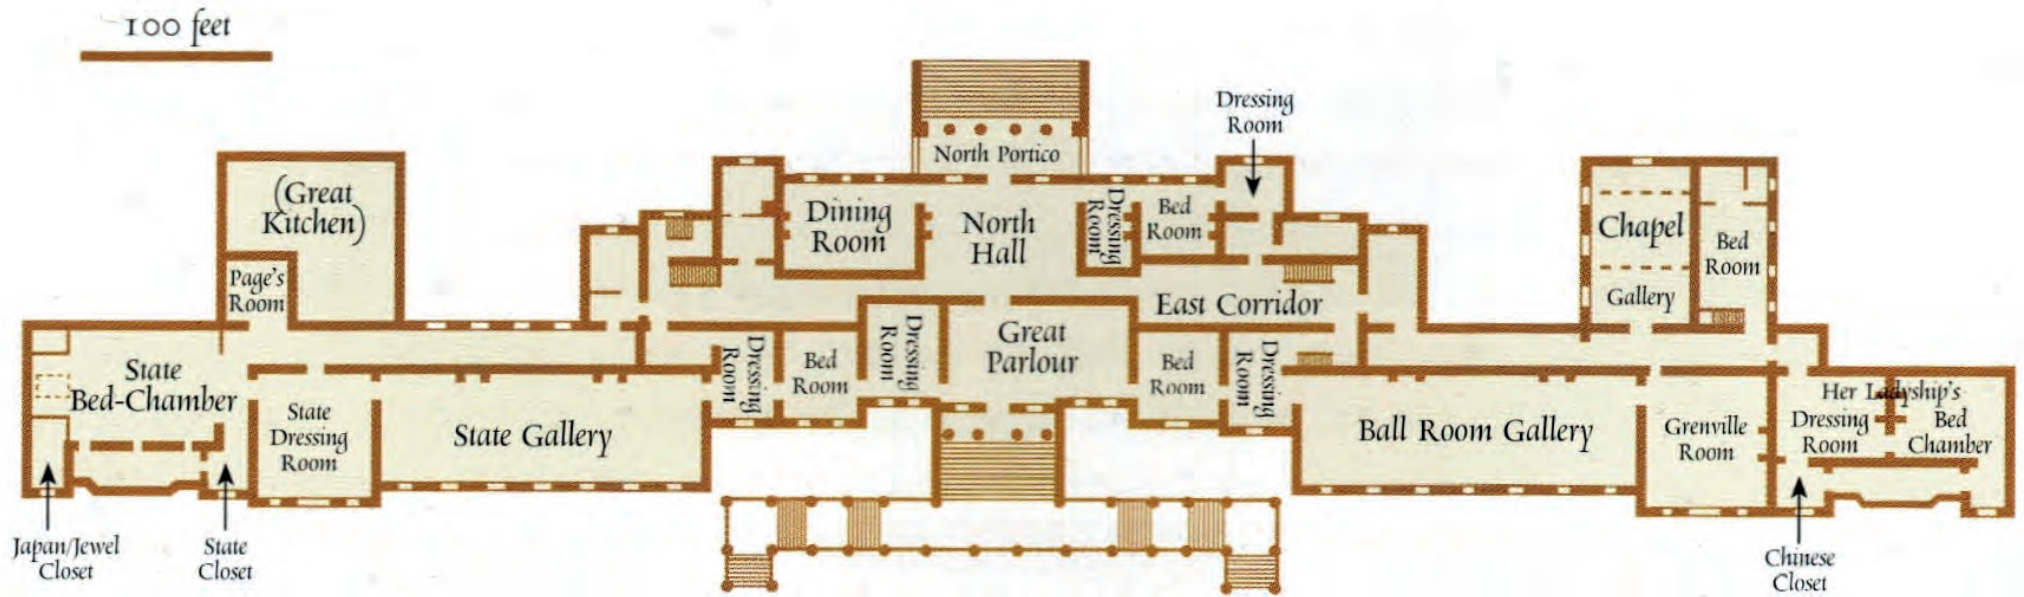 100 feet
Dressing
Room
North Portico
(Great
Kitchen)
Page's
Room
Dining
Room
North
Hall
Dressing
Room
Bed
Room
Chapel
Gallery
Bed
Room
East Corridor
State
Bed-Chamber
State
Dressing
Room
State Gallery
Dressing
Room
Bed
Room
Dressing
Room
Great
Parlour
Bed
Room
Dressing
Room
Ball Room Gallery
Grenville
Room
Her Ladyship's
Dressing
Room
Bed
Chamber
Japan/Jewel
Closet
State
Closet
Chinese
Closet